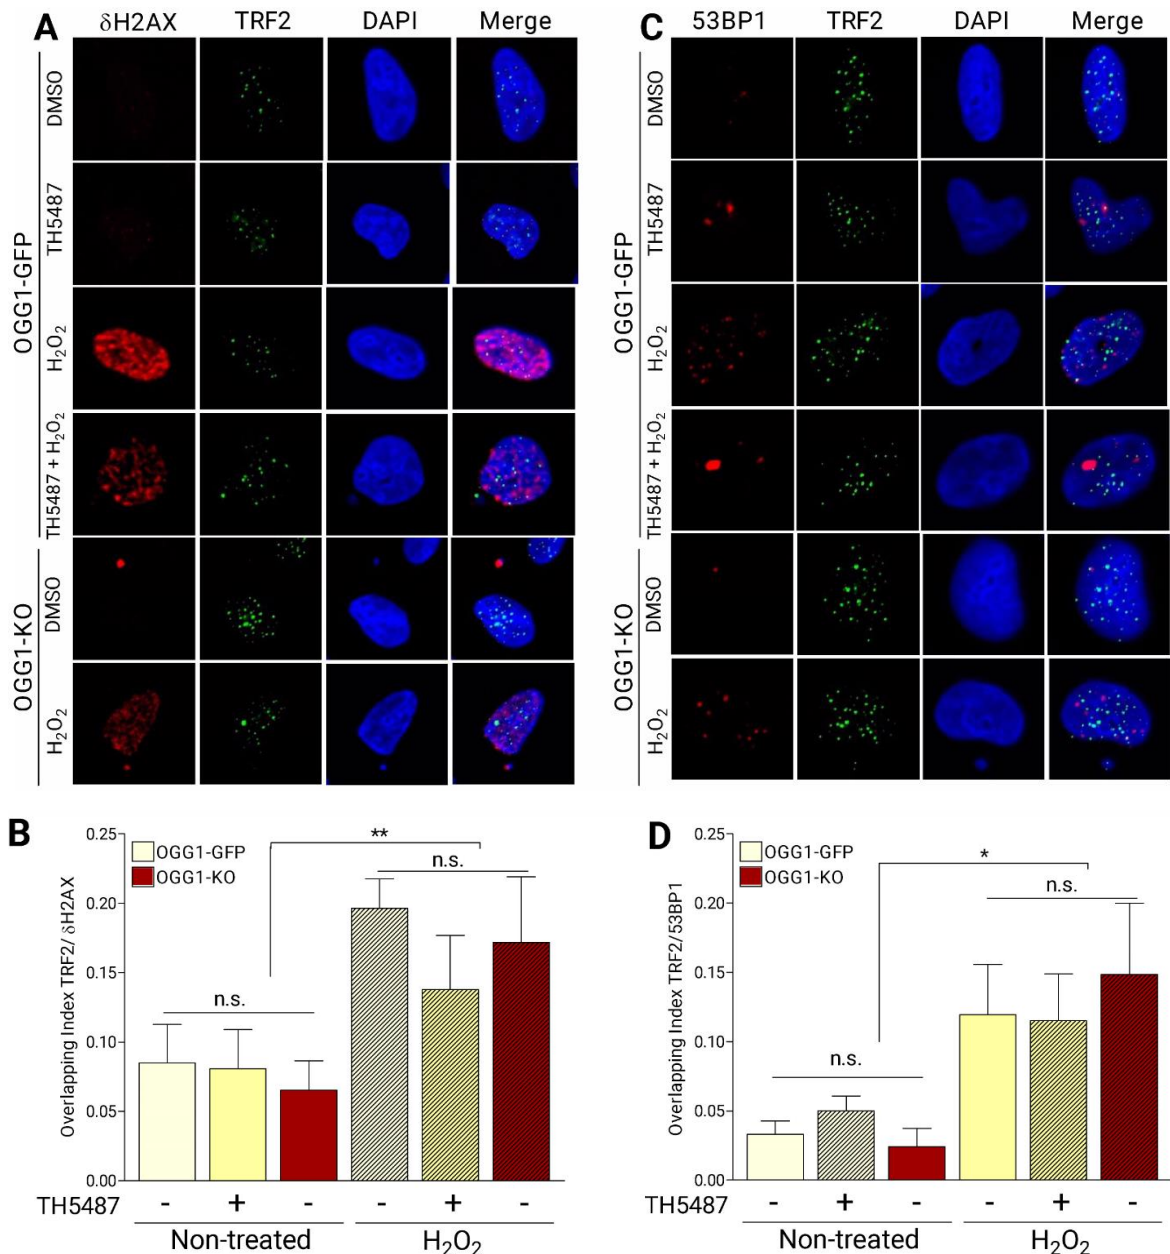 A
δH2AX TRF2 DAPI Merge
OGG1-GFP
DMSO
TH5487
H₂O₂
TH5487 + H₂O₂
OGG1-KO
DMSO
H₂O₂
C
53BP1 TRF2 DAPI Merge
OGG1-GFP
DMSO
TH5487
H₂O₂
TH5487 + H₂O₂
OGG1-KO
DMSO
H₂O₂
B
Overlapping Index TRF2/ δH2AX
0.25
0.20
0.15
0.10
0.05
0.00
OGG1-GFP
OGG1-KO
**
n.s.
n.s.
TH5487 - + - - + -
Non-treated H₂O₂
D
Overlapping Index TRF2/53BP1
0.25
0.20
0.15
0.10
0.05
0.00
OGG1-GFP
OGG1-KO
*
n.s.
n.s.
TH5487 - + - - + -
Non-treated H₂O₂